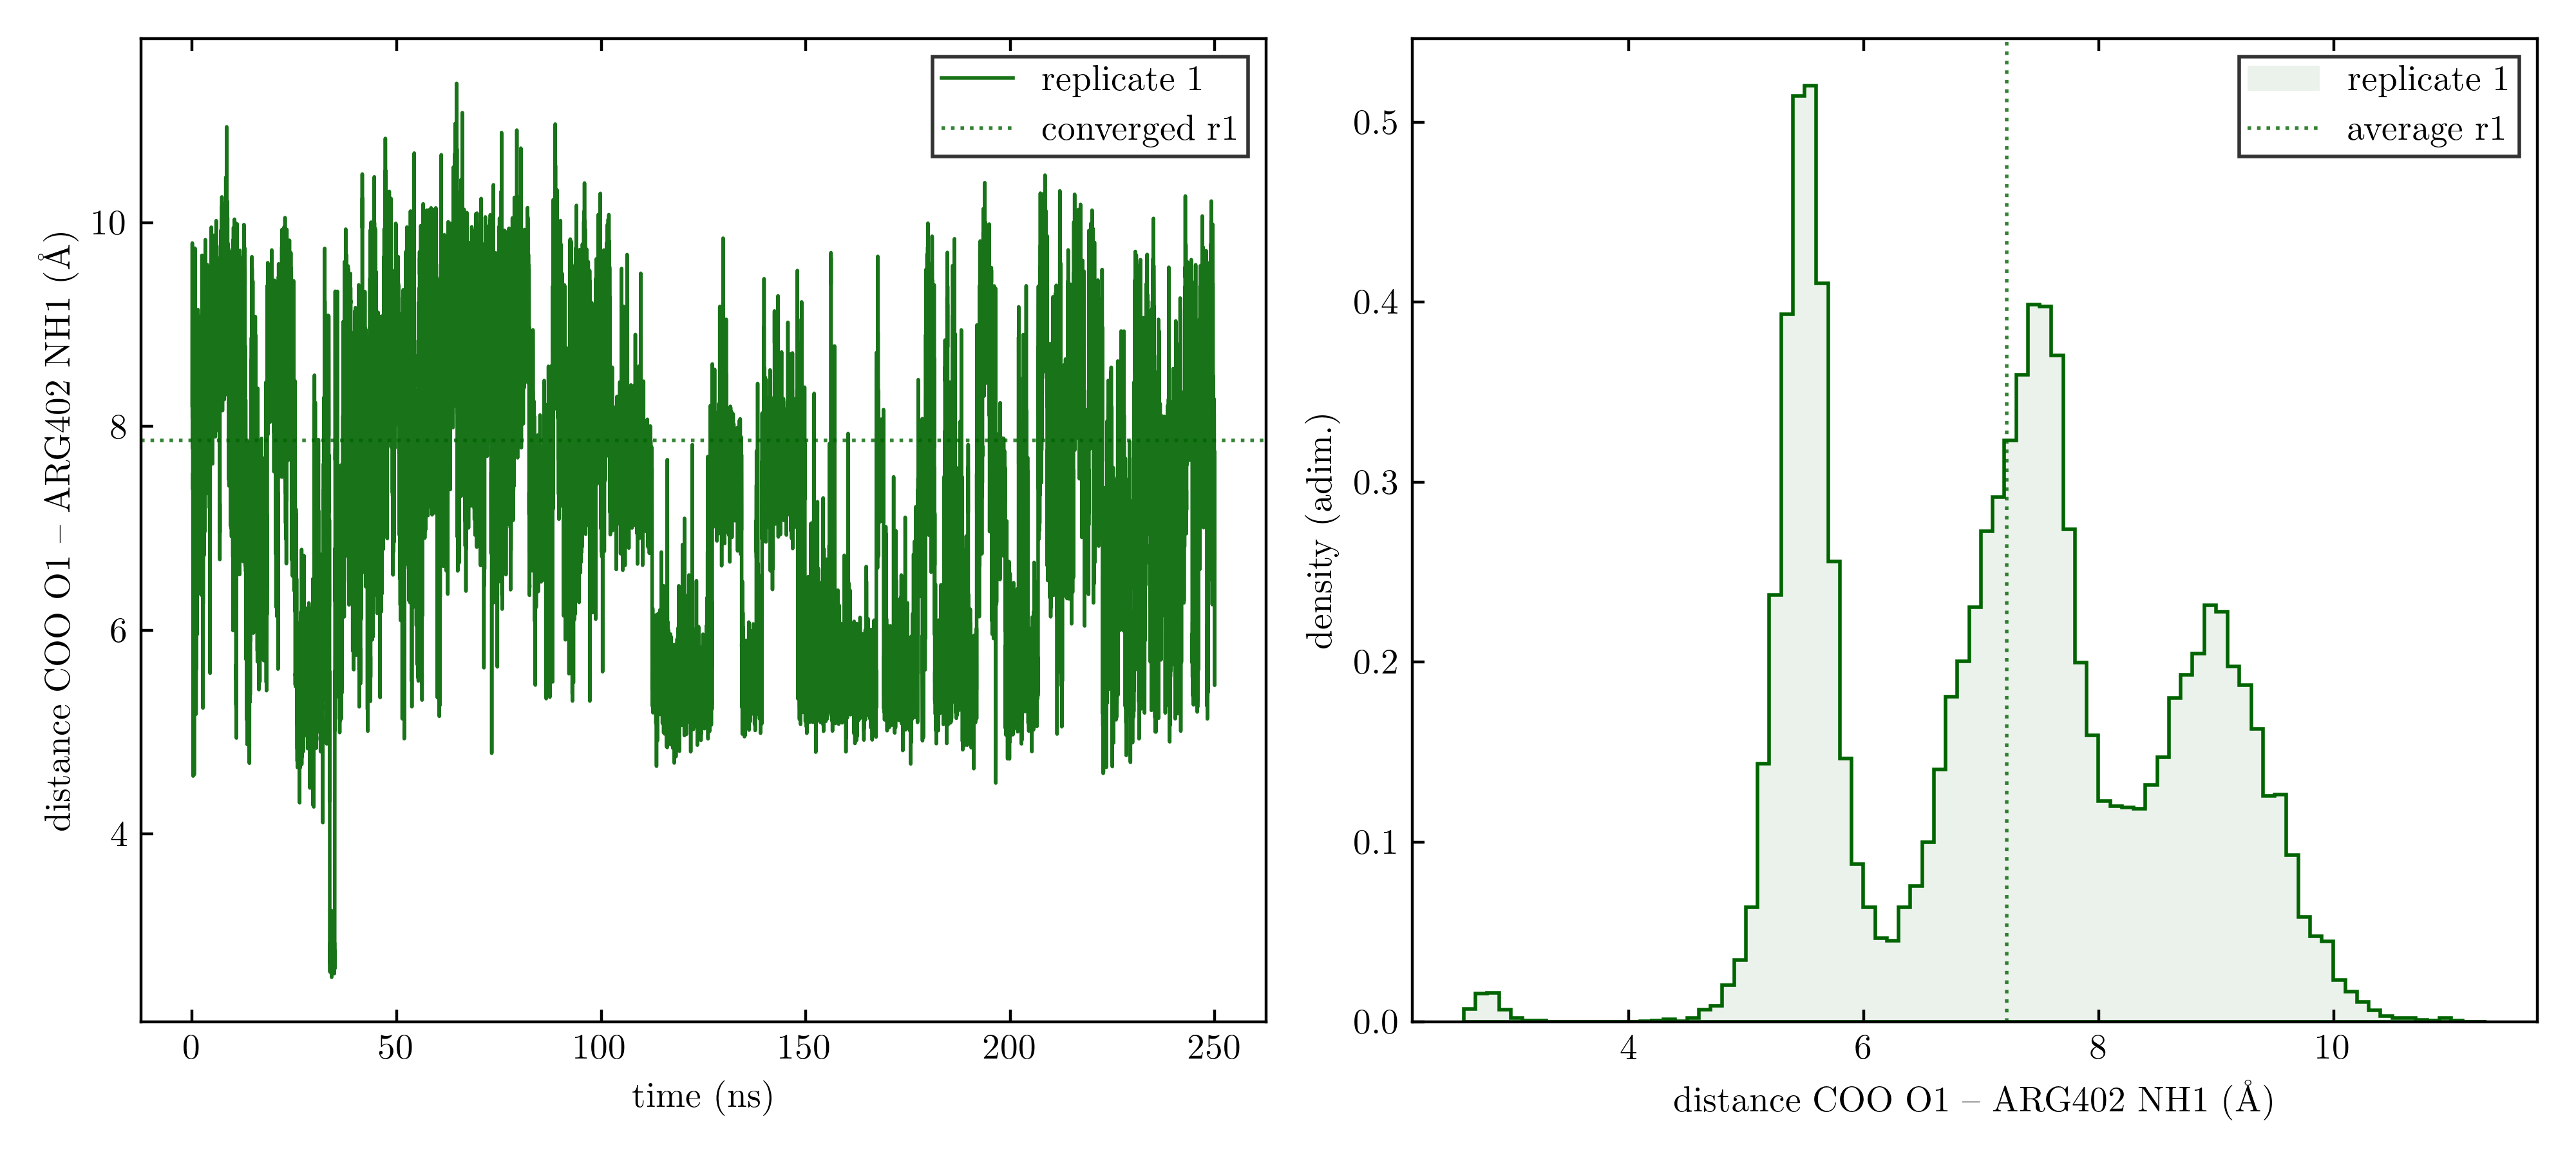 distance COO O1 – ARG402 NH1 (Å)
10
8
6
4
0
50
100
150
200
250
time (ns)
replicate 1
converged r1
density (adim.)
0.5
0.4
0.3
0.2
0.1
0.0
4
6
8
10
distance COO O1 – ARG402 NH1 (Å)
replicate 1
average r1